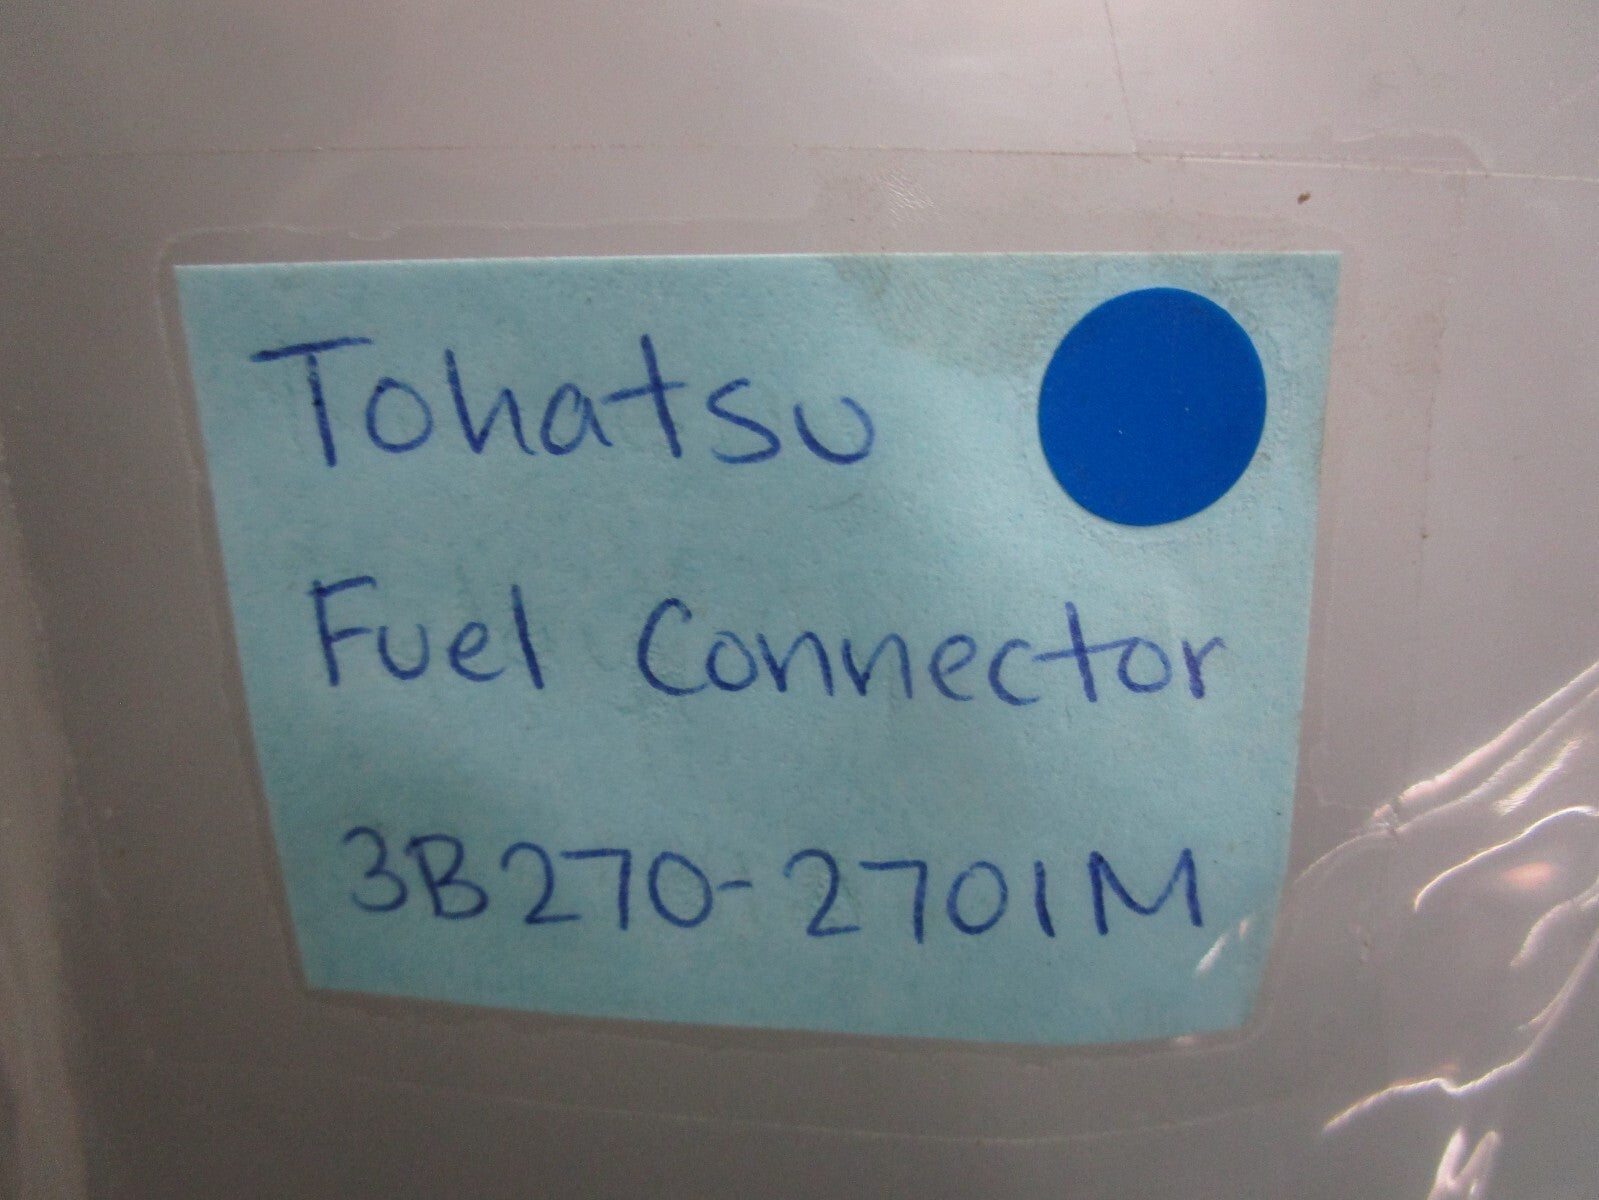 Tohatsu
Fuel Connector
3B270-2701M